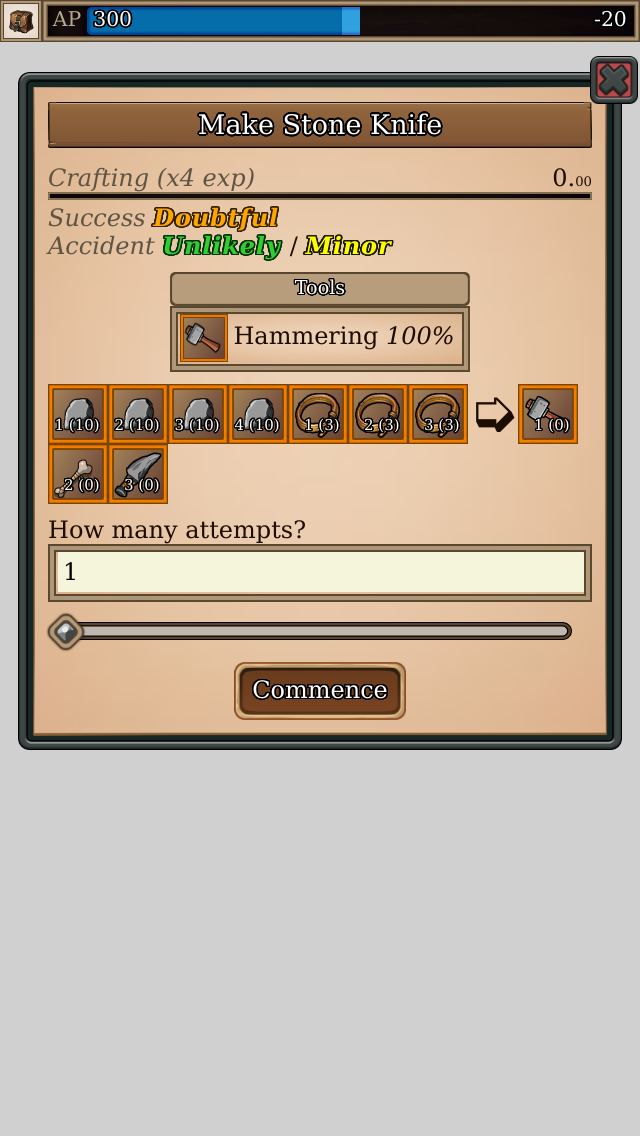 AP 300 -20
Make Stone Knife
Crafting (x4 exp) 0.00
Success Doubtful
Accident Unlikely / Minor
Tools
Hammering 100%
1 (10) 2 (10) 3 (10) 4 (10) 1 (3) 2 (3) 3 (3) 1 (0)
2 (0) 3 (0)
How many attempts?
1
Commence